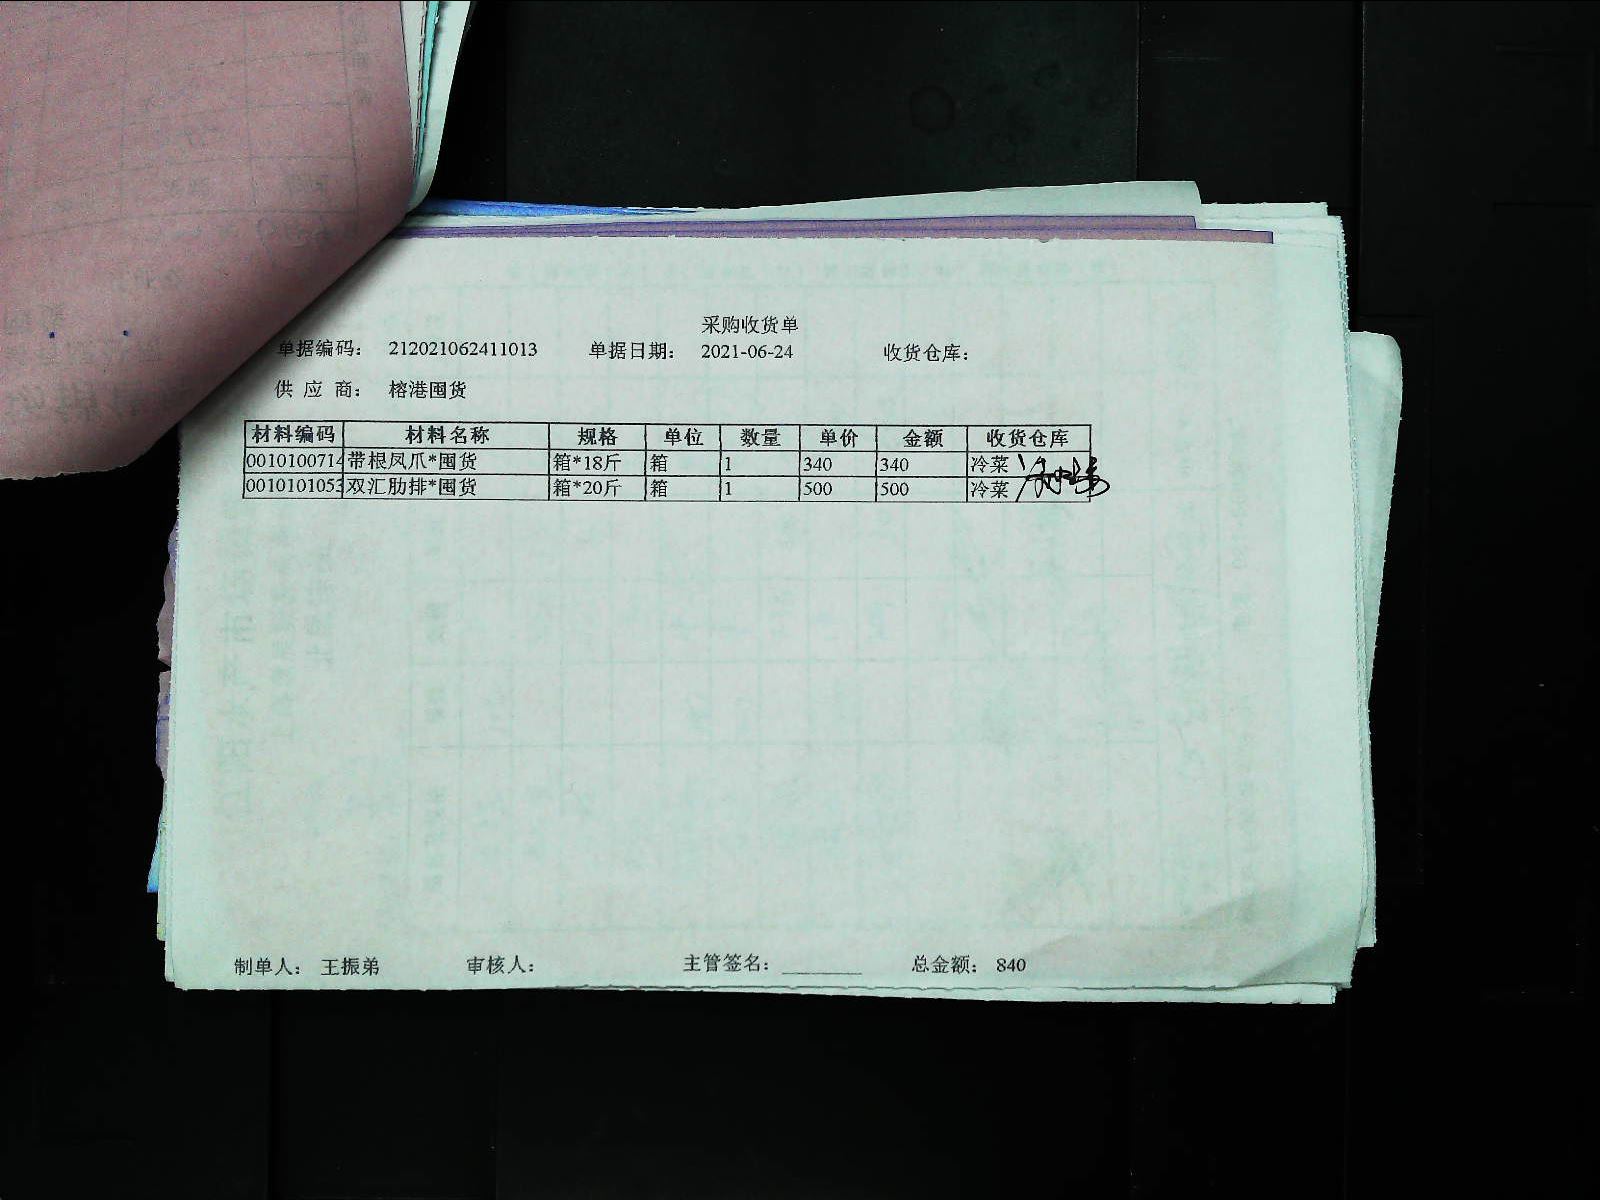 采购收货单
单据编码： 212021062411013 单据日期： 2021-06-24 收货仓库：
供 应 商： 榕港囤货
材料编码 材料名称 规格 单位 数量 单价 金额 收货仓库
0010100714 带根凤爪*囤货 箱*18斤 箱 1 340 340 冷菜
0010101053 双汇肋排*囤货 箱*20斤 箱 1 500 500 冷菜
制单人： 王振弟 审核人： 主管签名：________ 总金额： 840